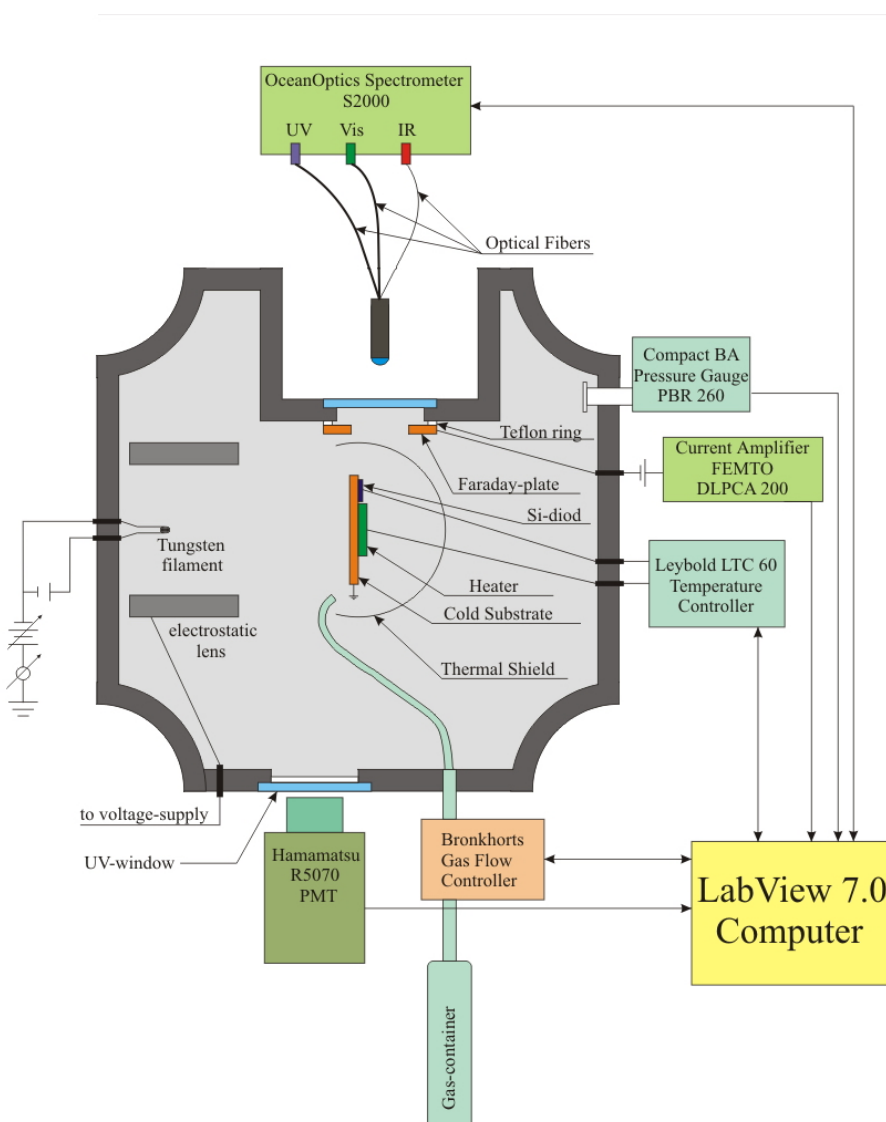 OceanOptics Spectrometer
S2000
UV Vis IR
Optical Fibers
Compact BA
Pressure Gauge
PBR 260
Teflon ring
Current Amplifier
FEMTO
DLPCA 200
Faraday-plate
Si-diod
Tungsten
filament
Leybold LTC 60
Temperature
Controller
Heater
Cold Substrate
electrostatic
lens
Thermal Shield
to voltage-supply
UV-window
Hamamatsu
R5070
PMT
Bronkhorts
Gas Flow
Controller
LabView 7.0
Computer
Gas-container